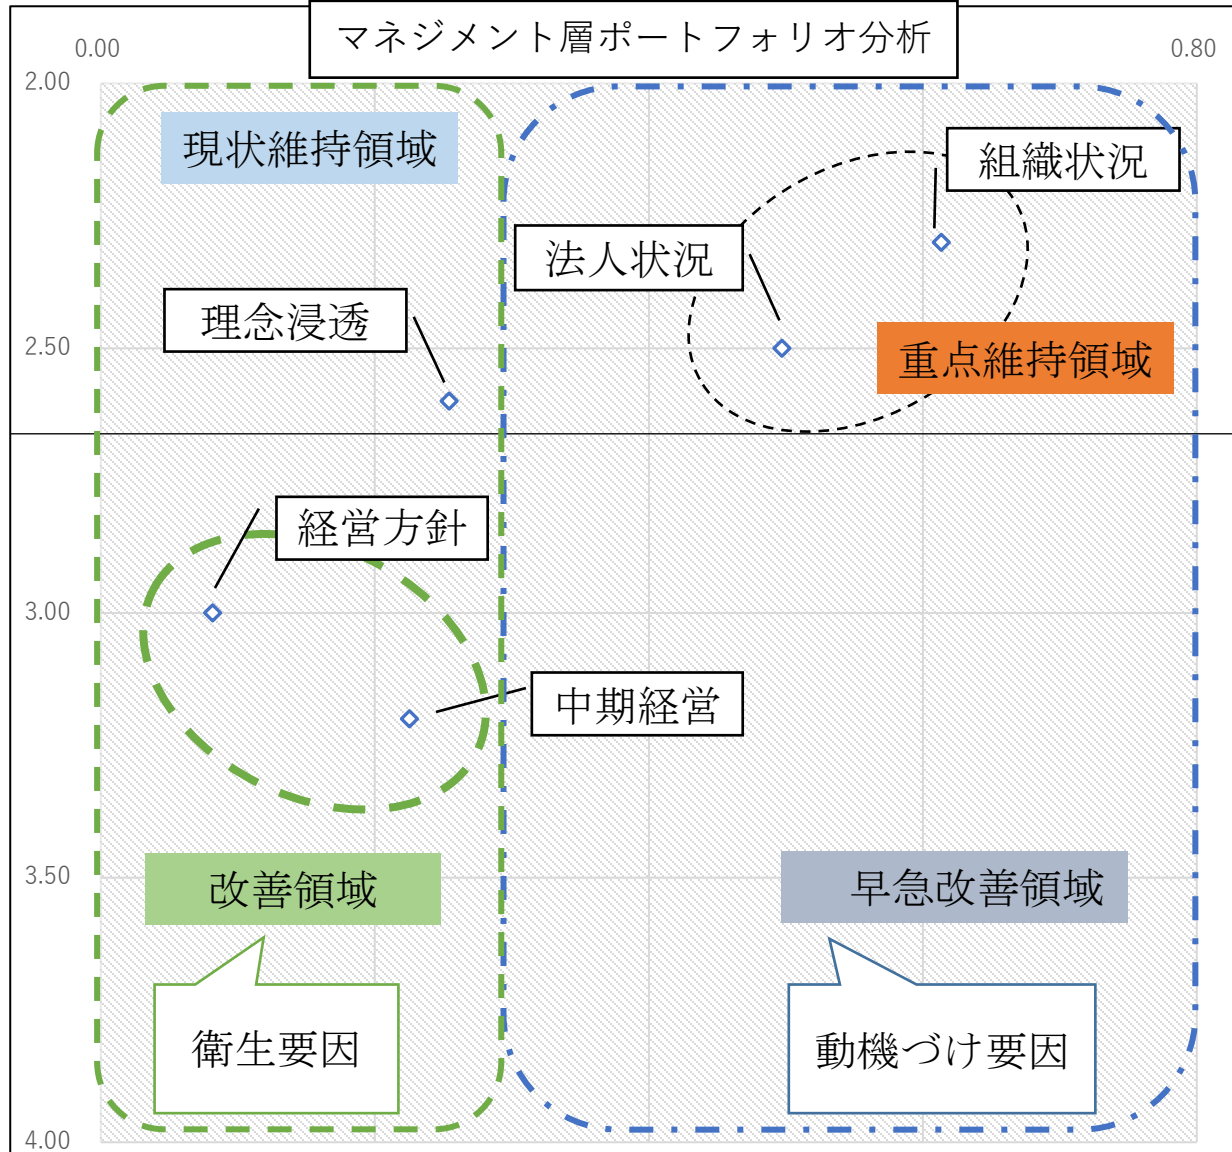 マネジメント層ポートフォリオ分析
0.00
0.80
2.00
現状維持領域
組織状況
法人状況
理念浸透
2.50
重点維持領域
経営方針
3.00
中期経営
3.50
改善領域
早急改善領域
衛生要因
動機づけ要因
4.00